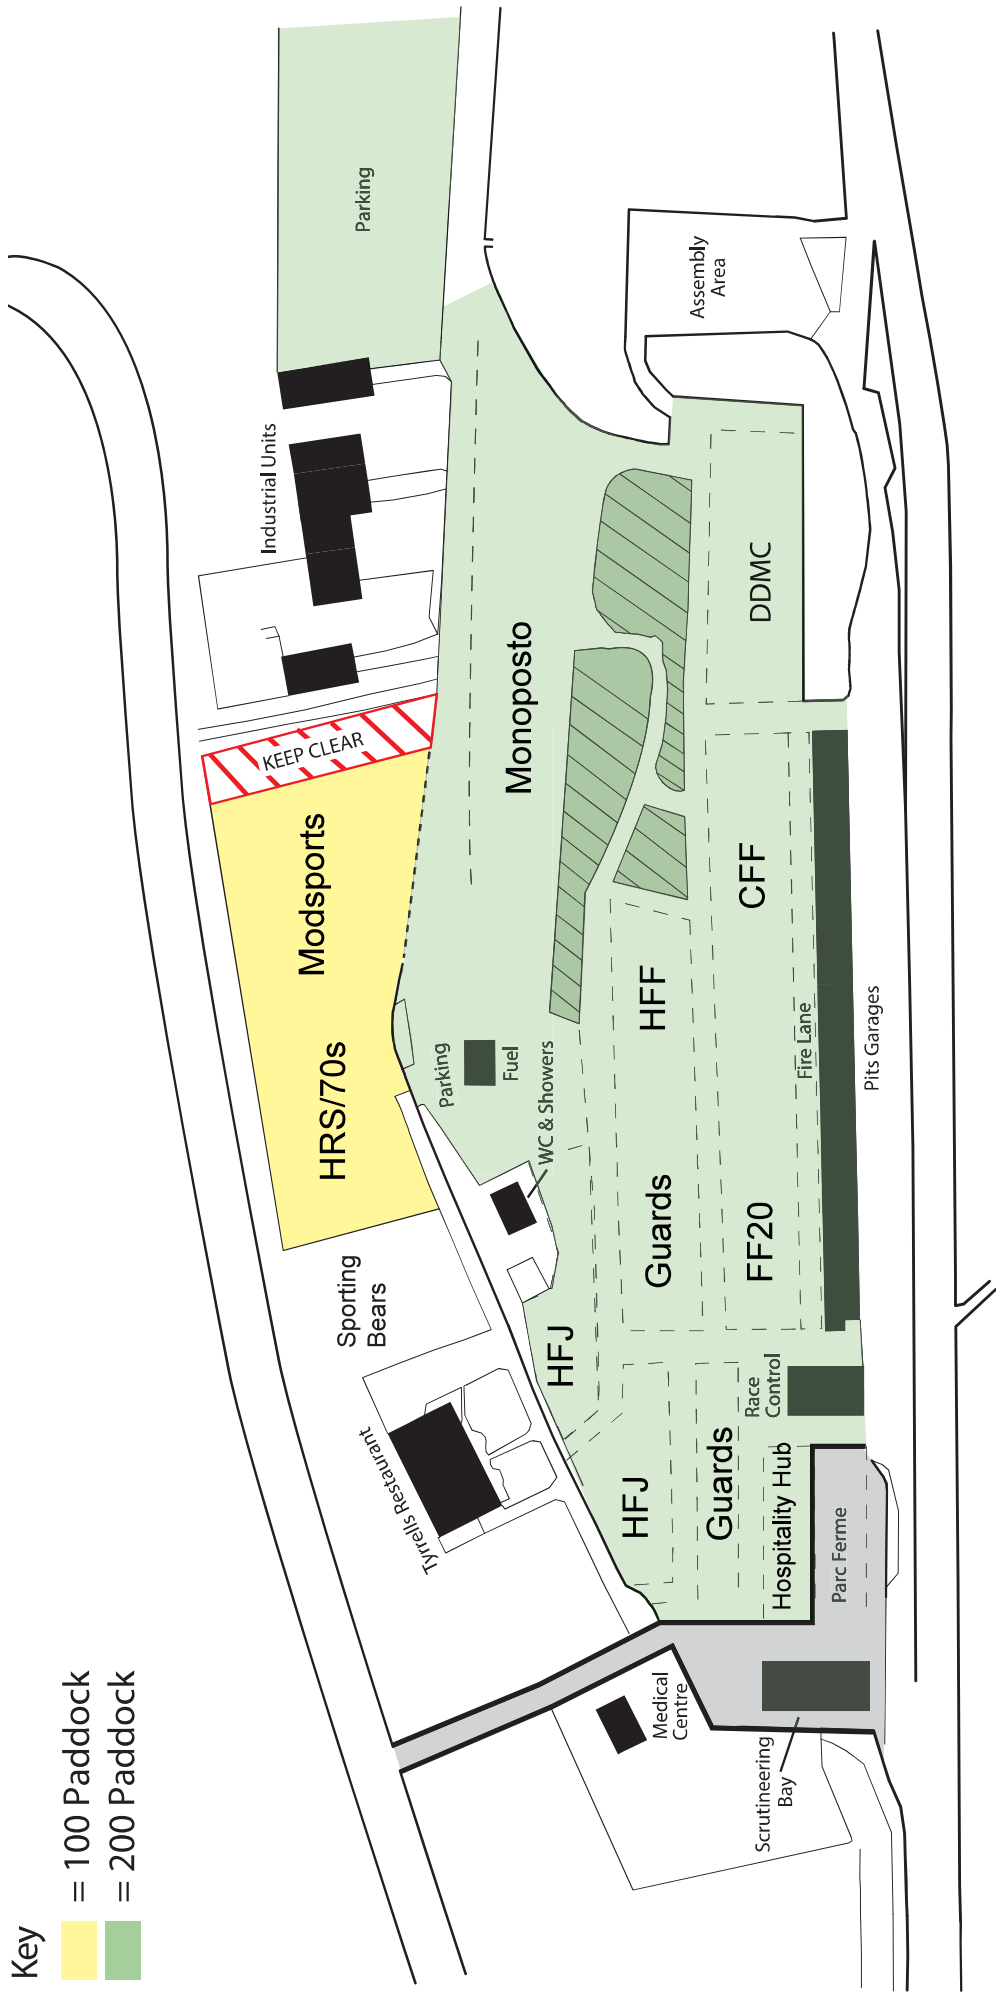 Key
= 100 Paddock
= 200 Paddock
Tyrrells Restaurant
Sporting
Bears
HRS/70s
Modsports
KEEP CLEAR
Industrial Units
Parking
Parking
Fuel
WC & Showers
Monoposto
HFJ
HFJ
Guards
HFF
Guards
Hospitality Hub
Race
Control
FF20
CFF
DDMC
Assembly
Area
Fire Lane
Pits Garages
Parc Ferme
Medical
Centre
Scrutineering
Bay